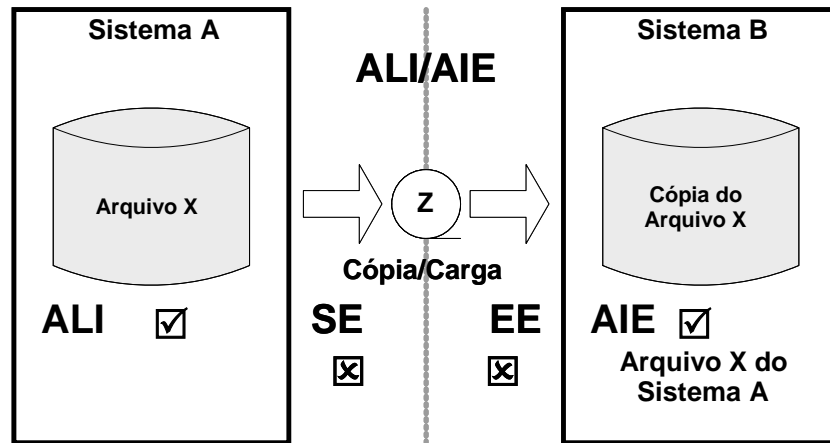 Sistema A
Sistema B
ALI/AIE
Arquivo X
Z
Cópia do
Arquivo X
Cópia/Carga
ALI
SE
EE
AIE
Arquivo X do
Sistema A